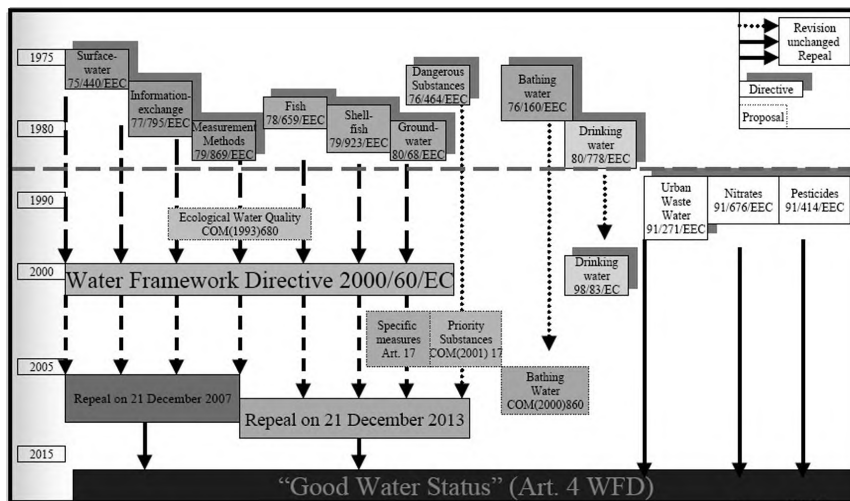 Revision
unchanged
Repeal
Directive
Proposal
1975
Surface-
water
75/440/EEC
Information-
exchange
77/795/EEC
Measurement
Methods
79/869/EEC
Fish
78/659/EEC
Shell-
fish
79/923/EEC
Ground-
water
80/68/EEC
Dangerous
Substances
76/464/EEC
Bathing
water
76/160/EEC
Drinking
water
80/778/EEC
1980
1990
Urban
Waste
Water
91/271/EEC
Nitrates
91/676/EEC
Pesticides
91/414/EEC
Ecological Water Quality
COM(1993)680
2000
Water Framework Directive 2000/60/EC
Drinking
water
98/83/EC
Specific
measures
Art. 17
Priority
Substances
COM(2001) 17
2005
Bathing
Water
COM(2000)860
Repeal on 21 December 2007
Repeal on 21 December 2013
2015
“Good Water Status” (Art. 4 WFD)